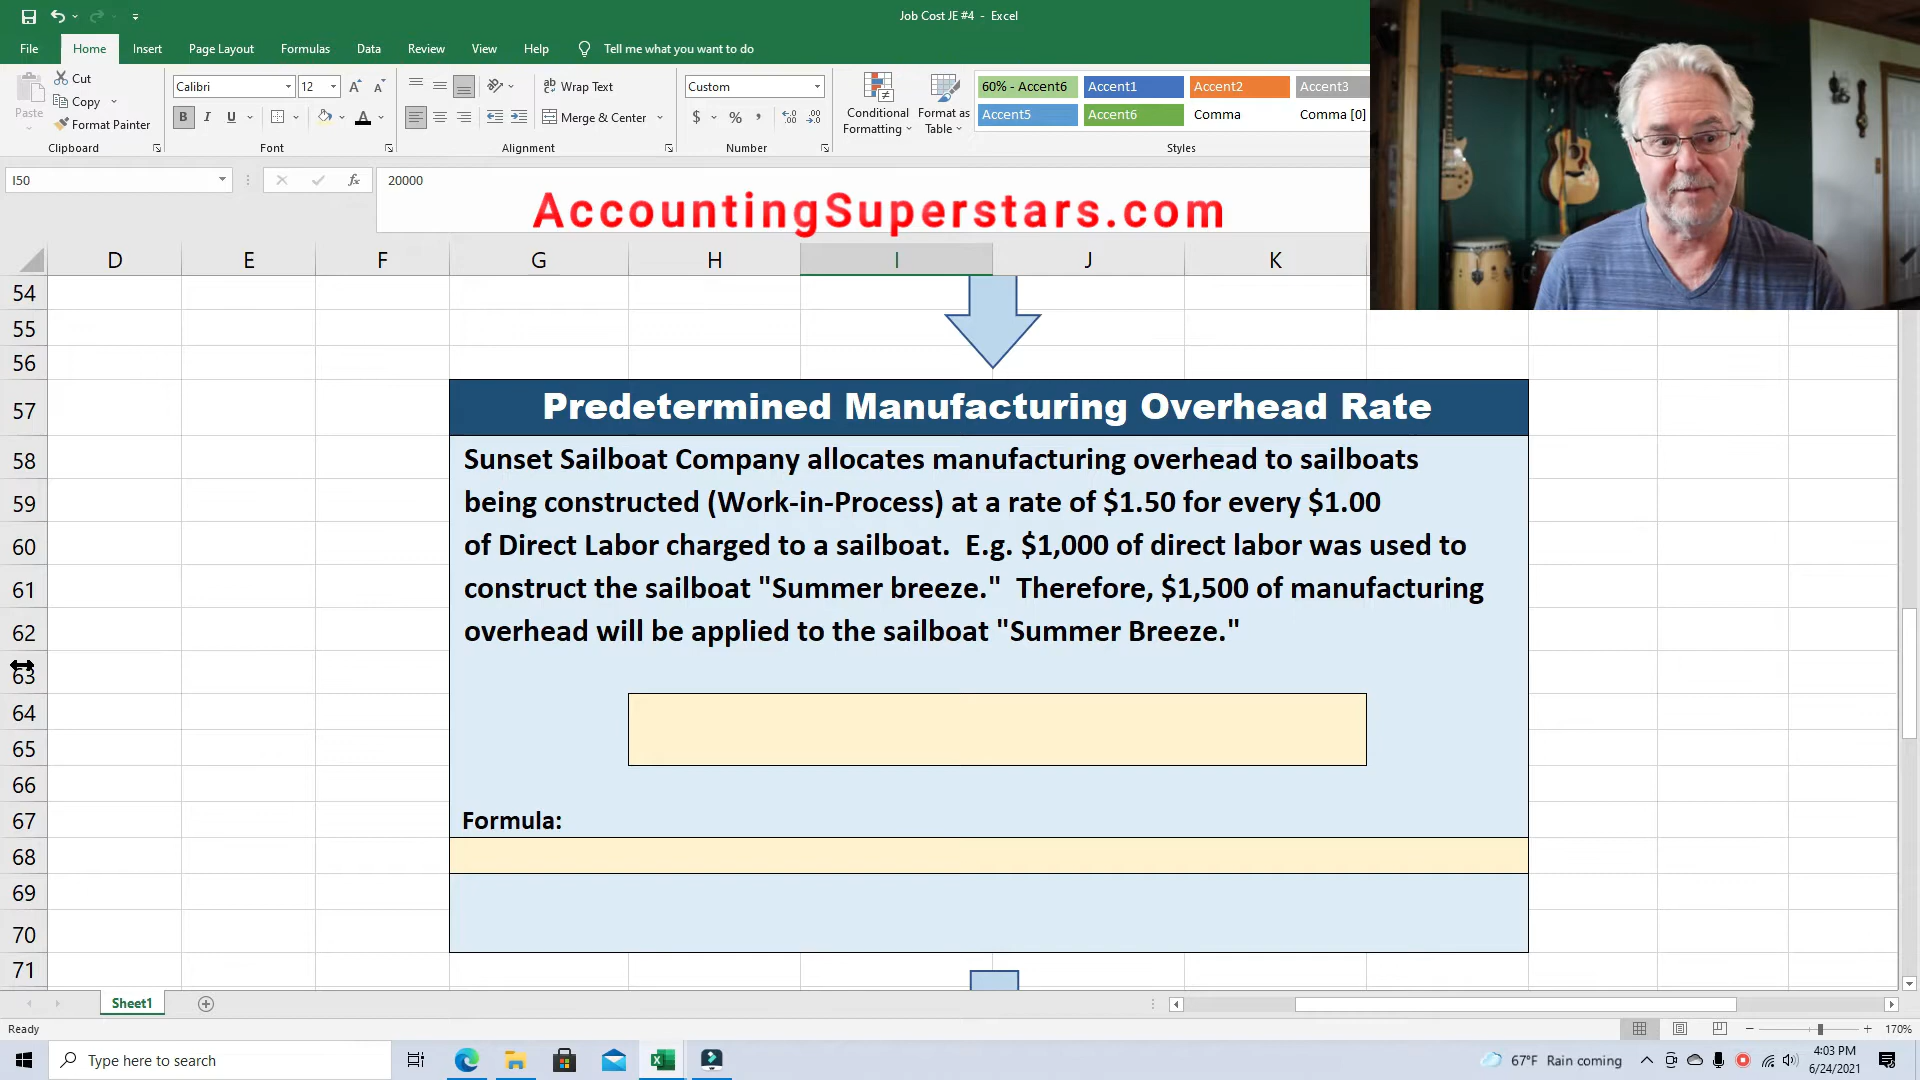 Job Cost JE #4 - Excel
File Home Insert Page Layout Formulas Data Review View Help Tell me what you want to do
Paste
Cut
Copy
Format Painter
Clipboard
Calibri 12
B I U
Font
Wrap Text
Merge & Center
Alignment
Custom
$ % ,
Number
Conditional
Formatting
Format as
Table
60% - Accent6 Accent1 Accent2 Accent3
Accent5 Accent6 Comma Comma [0]
Styles
I50 fx 20000
AccountingSuperstars.com
D E F G H I J K
54
55
56
57 Predetermined Manufacturing Overhead Rate
58 Sunset Sailboat Company allocates manufacturing overhead to sailboats
59 being constructed (Work-in-Process) at a rate of $1.50 for every $1.00
60 of Direct Labor charged to a sailboat. E.g. $1,000 of direct labor was used to
61 construct the sailboat "Summer breeze." Therefore, $1,500 of manufacturing
62 overhead will be applied to the sailboat "Summer Breeze."
63
64
65
66
67 Formula:
68
69
70
71
Sheet1
Ready 170%
Type here to search 67°F Rain coming 4:03 PM
6/24/2021